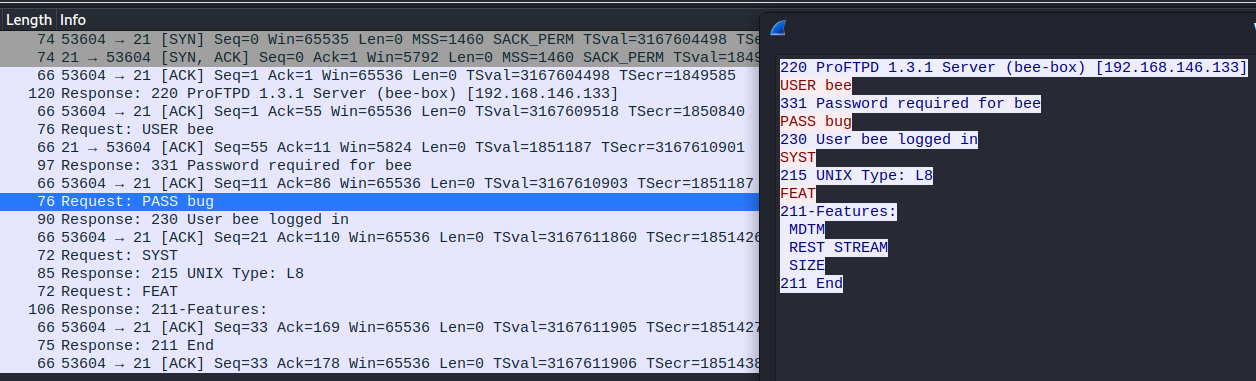 Length Info
74 53604 → 21 [SYN] Seq=0 Win=65535 Len=0 MSS=1460 SACK_PERM TSval=3167604498
74 21 → 53604 [SYN, ACK] Seq=0 Ack=1 Win=5792 Len=0 MSS=1460 SACK_PERM
66 53604 → 21 [ACK] Seq=1 Ack=1 Win=65536 Len=0 TSval=3167604498 TSecr=1849585
120 Response: 220 ProFTPD 1.3.1 Server (bee-box) [192.168.146.133]
66 53604 → 21 [ACK] Seq=1 Ack=55 Win=65536 Len=0 TSval=3167609518 TSecr=1850840
76 Request: USER bee
66 21 → 53604 [ACK] Seq=55 Ack=11 Win=5824 Len=0 TSval=1851187 TSecr=3167610901
97 Response: 331 Password required for bee
66 53604 → 21 [ACK] Seq=11 Ack=86 Win=65536 Len=0 TSval=3167610903 TSecr=1851187
76 Request: PASS bug
90 Response: 230 User bee logged in
66 53604 → 21 [ACK] Seq=21 Ack=110 Win=65536 Len=0 TSval=3167611860 TSecr=1851426
72 Request: SYST
85 Response: 215 UNIX Type: L8
72 Request: FEAT
106 Response: 211-Features:
66 53604 → 21 [ACK] Seq=33 Ack=169 Win=65536 Len=0 TSval=3167611905 TSecr=1851427
75 Response: 211 End
66 53604 → 21 [ACK] Seq=33 Ack=178 Win=65536 Len=0 TSval=3167611906 TSecr=1851438
220 ProFTPD 1.3.1 Server (bee-box) [192.168.146.133]
USER bee
331 Password required for bee
PASS bug
230 User bee logged in
SYST
215 UNIX Type: L8
FEAT
211-Features:
MDTM
REST STREAM
SIZE
211 End